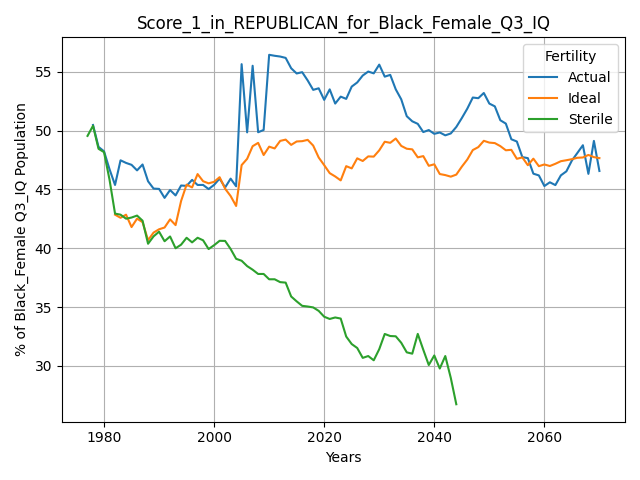 Score_1_in_REPUBLICAN_for_Black_Female_Q3_IQ
Fertility
Actual
Ideal
Sterile
% of Black_Female Q3_IQ Population
55
50
45
40
35
30
1980
2000
2020
2040
2060
Years